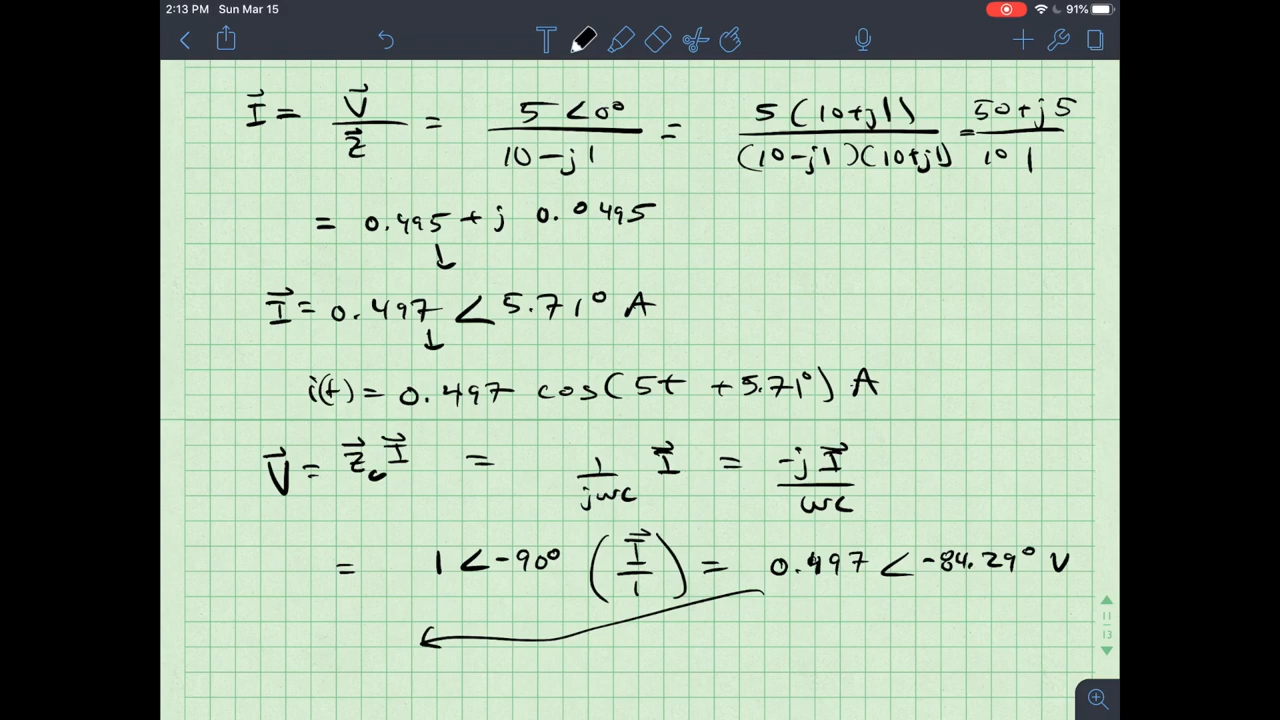 2:13 PM Sun Mar 15 91%
T
I⃗ = V⃗ / Z⃗ = 5∠0° / 10-j1 = 5(10+j1) / (10-j1)(10+j1) = 50+j5 / 101
= 0.495 + j 0.0495
↓
I⃗ = 0.497 ∠ 5.71° A
↓
i(t) = 0.497 cos(5t + 5.71°) A
V⃗ = Z⃗c I⃗ = 1 / jωc I⃗ = -j I⃗ / ωc
= 1 ∠ -90° (I⃗ / 1) = 0.497 ∠ -84.29° V
11
13